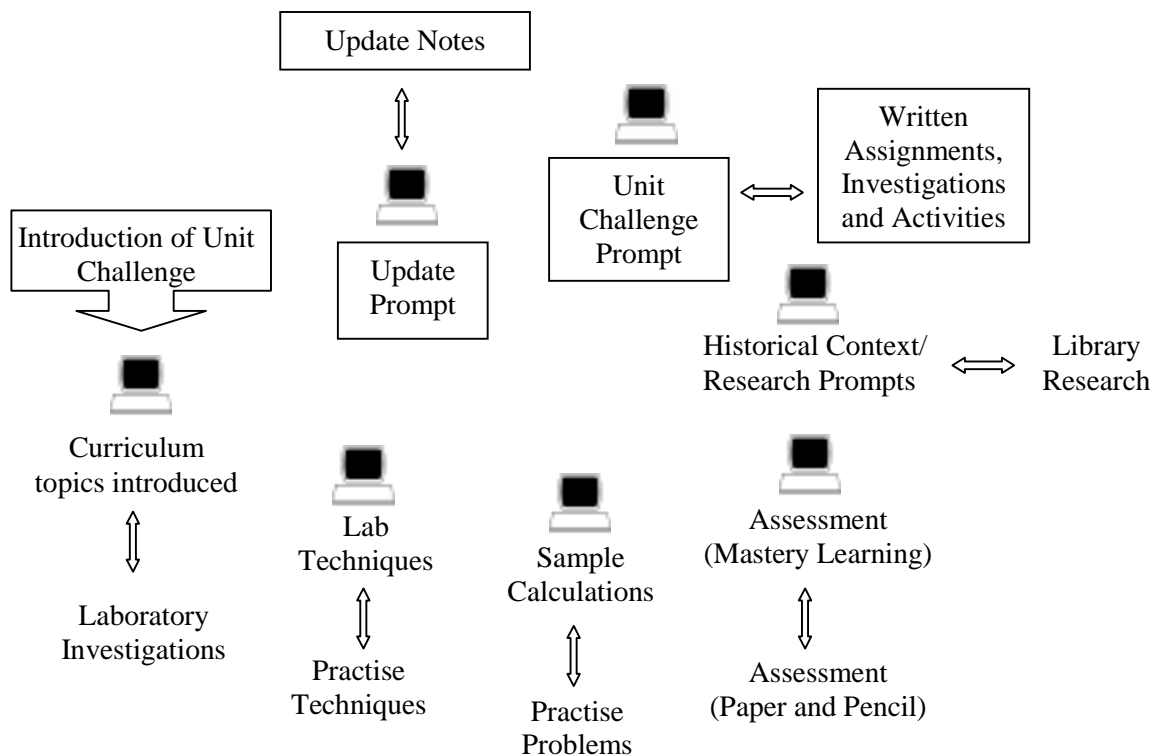 Update Notes
Written
Assignments,
Investigations
and Activities
Unit
Challenge
Prompt
Introduction of Unit
Challenge
Update
Prompt
Historical Context/
Research Prompts
Library
Research
Curriculum
topics introduced
Lab
Techniques
Sample
Calculations
Assessment
(Mastery Learning)
Laboratory
Investigations
Practise
Techniques
Practise
Problems
Assessment
(Paper and Pencil)